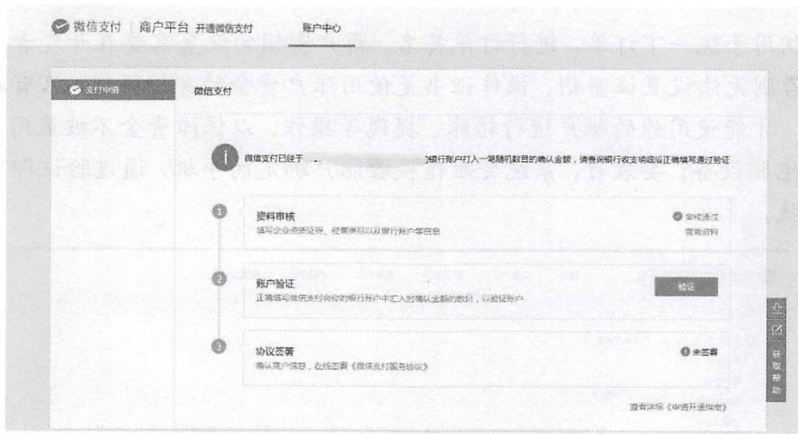 微信支付 | 商户平台 开通微信支付 账户中心
支付申请
微信支付
微信支付已经于 银行账户打入一笔随机数目的确认金额，请查询银行收支明细后正确填写通过验证
1
资料审核
审核通过
填写企业资质证明、经营类目以及银行账户等信息
查看资料
2
账户验证
验证
正确填写微信支付向你的银行账户中汇入的确认金额的数目，以验证账户
3
协议签署
未签署
确认商户信息，在线签署《微信支付服务协议》
获取帮助
查看详细《申请开通指南》